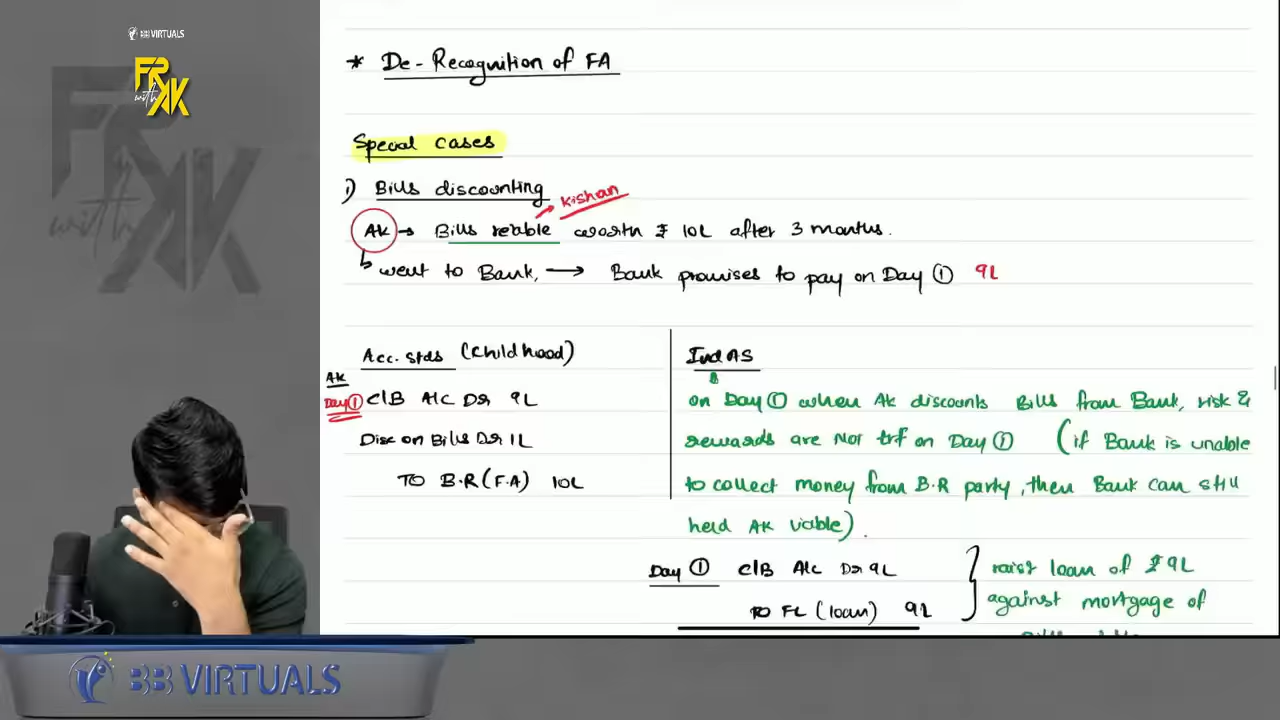 BB VIRTUALS
FR
with
AK
* De-Recognition of FA
Special cases
1) Bills discounting
Kishan
AK → Bills reable worth ₹ 10L after 3 months.
went to Bank, → Bank promises to pay on Day ① 9L
Acc. Stds (Childhood)
AK
Day ① C/B A/c Dr 9L
Disc on Bills Dr 1L
TO B.R (F.A) 10L
Ind AS
on Day ① when AK discounts Bills from Bank, risk &
rewards are Not trf on Day ① (if Bank is unable
to collect money from B.R party, then Bank can still
held AK viable).
Day ① C/B A/c Dr 9L
TO FL (loan) 9L
raise loan of ₹ 9L
against mortgage of
BB VIRTUALS